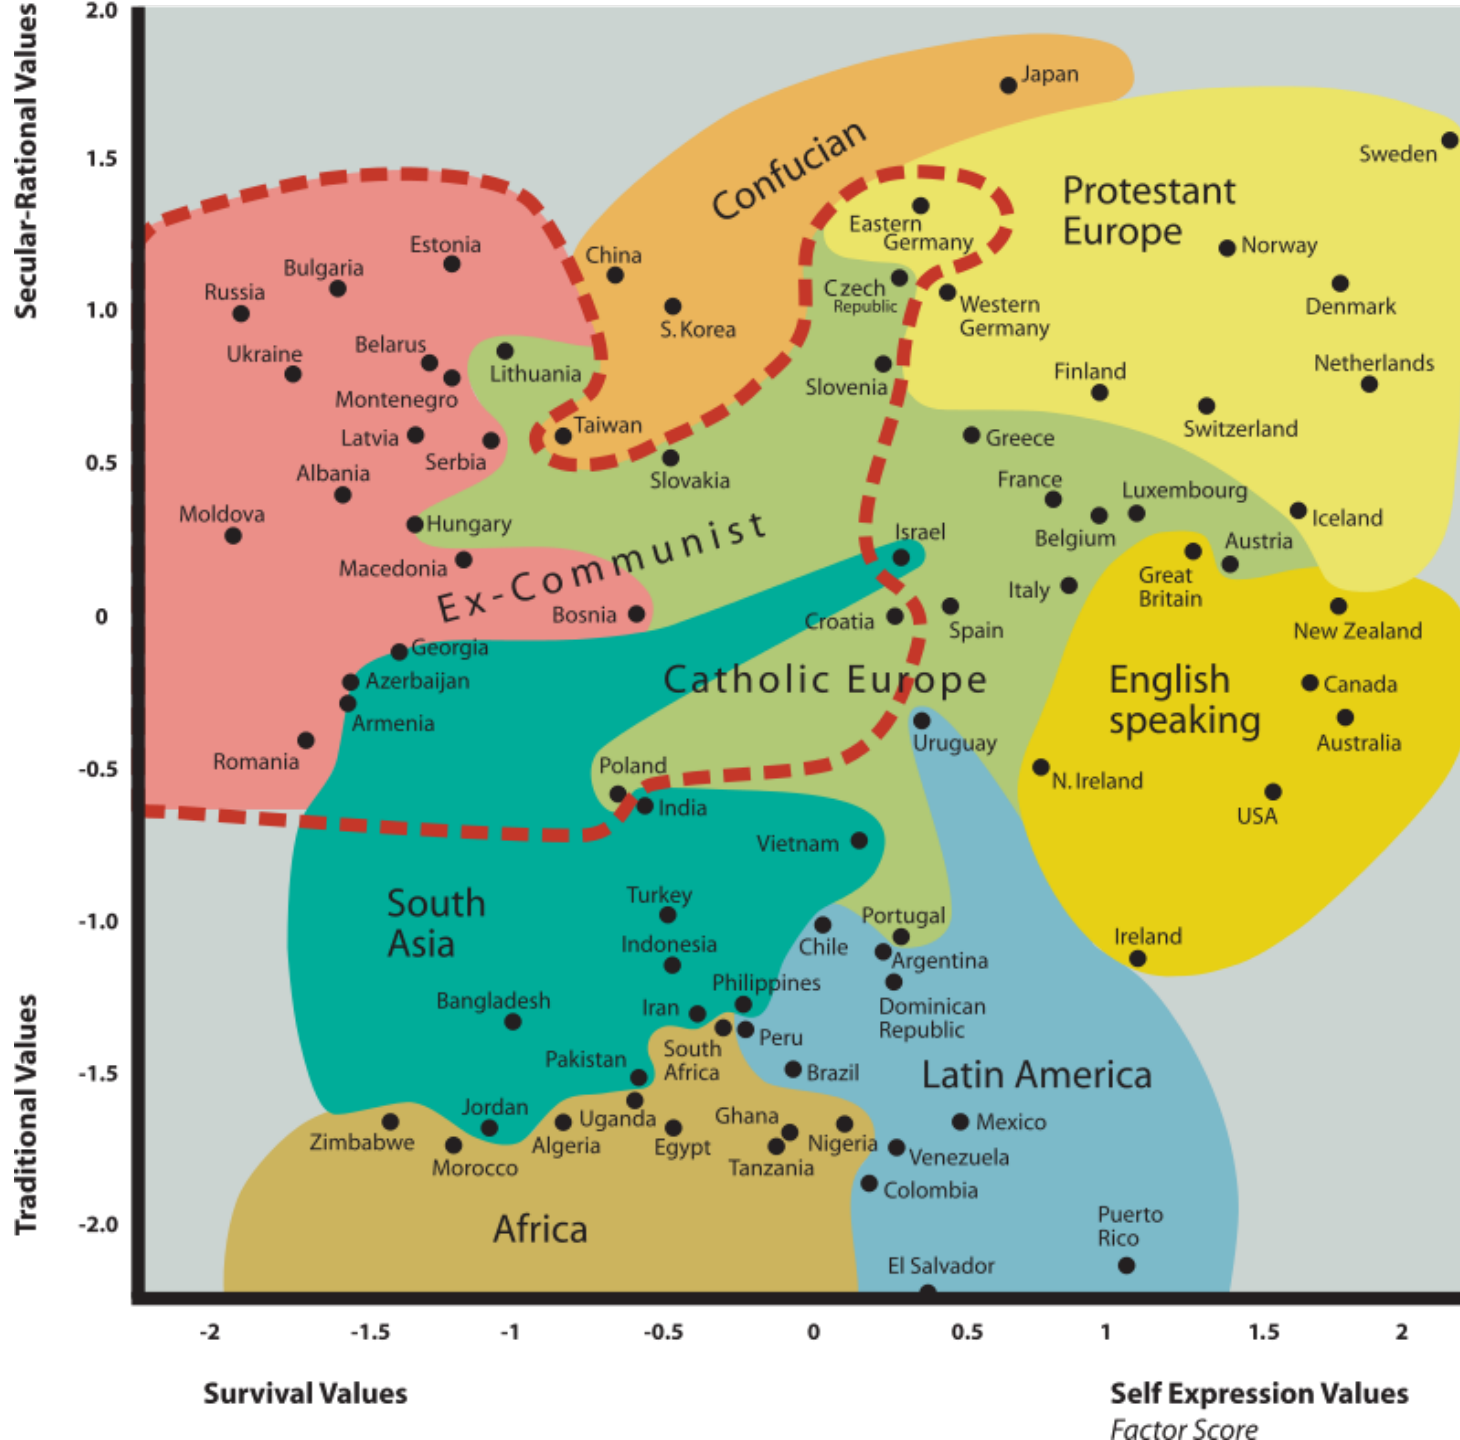 2.0
Secular-Rational Values
Japan
1.5
Confucian
Sweden
Protestant
Europe
Eastern
Germany
Estonia
China
Norway
Bulgaria
Russia
Czech
Republic
1.0
S. Korea
Western
Germany
Denmark
Belarus
Ukraine
Lithuania
Slovenia
Finland
Netherlands
Montenegro
Taiwan
Switzerland
Latvia
Greece
0.5
Serbia
Albania
Slovakia
France
Luxembourg
Moldova
Hungary
Iceland
Israel
Belgium
Austria
Macedonia
Ex-Communist
Great
Britain
Italy
0
Bosnia
Croatia
Spain
New Zealand
Georgia
Azerbaijan
Catholic Europe
English
speaking
Canada
Armenia
Uruguay
Australia
Romania
-0.5
Poland
N. Ireland
India
USA
Vietnam
Turkey
South
Asia
-1.0
Portugal
Indonesia
Chile
Ireland
Argentina
Philippines
Bangladesh
Iran
Dominican
Republic
Peru
South
Africa
Pakistan
-1.5
Brazil
Latin America
Traditional Values
Jordan
Zimbabwe
Uganda
Ghana
Mexico
Algeria
Egypt
Nigeria
Morocco
Tanzania
Venezuela
Colombia
-2.0
Africa
Puerto
Rico
El Salvador
-2 -1.5 -1 -0.5 0 0.5 1 1.5 2
Survival Values
Self Expression Values
Factor Score